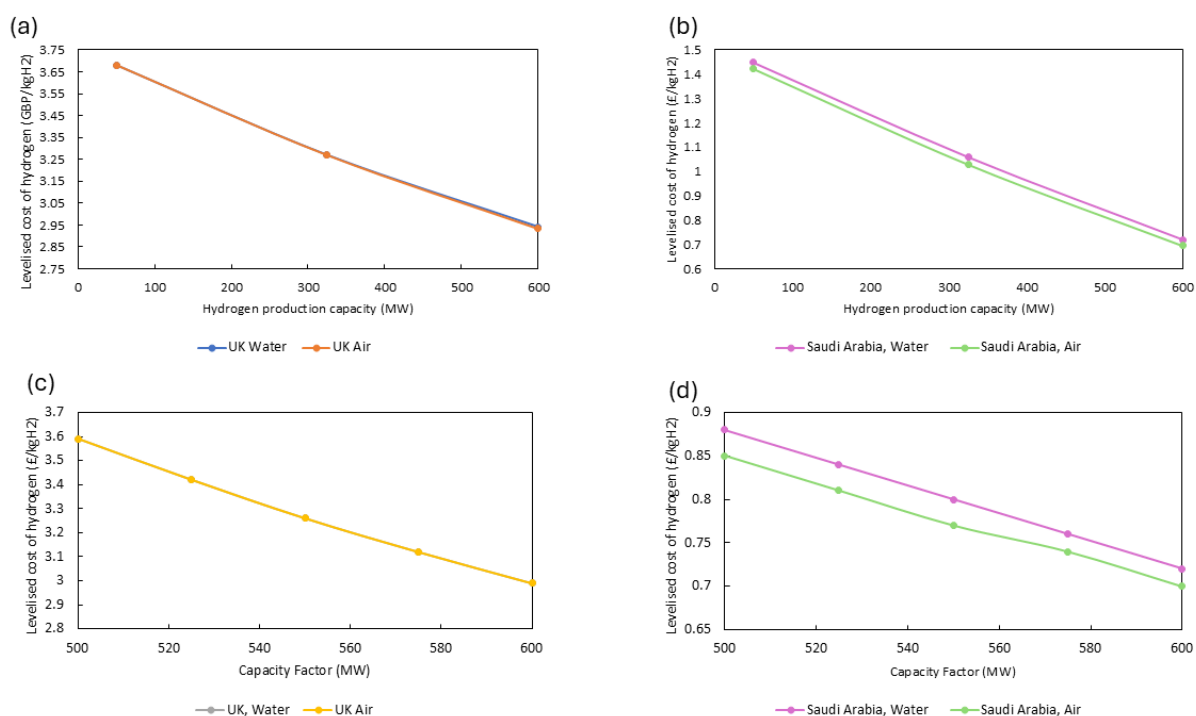 (a)
Levelised cost of hydrogen (GBP/kgH2)
3.75
3.65
3.55
3.45
3.35
3.25
3.15
3.05
2.95
2.85
2.75
0 100 200 300 400 500 600
Hydrogen production capacity (MW)
UK Water UK Air
(b)
Levelised cost of hydrogen (£/kgH2)
1.5
1.4
1.3
1.2
1.1
1
0.9
0.8
0.7
0.6
0 100 200 300 400 500 600
Hydrogen production capacity (MW)
Saudi Arabia, Water Saudi Arabia, Air
(c)
Levelised cost of hydrogen (£/kgH2)
3.7
3.6
3.5
3.4
3.3
3.2
3.1
3
2.9
2.8
500 520 540 560 580 600
Capacity Factor (MW)
UK, Water UK Air
(d)
Levelised cost of hydrogen (£/kgH2)
0.9
0.85
0.8
0.75
0.7
0.65
500 520 540 560 580 600
Capacity Factor (MW)
Saudi Arabia, Water Saudi Arabia, Air